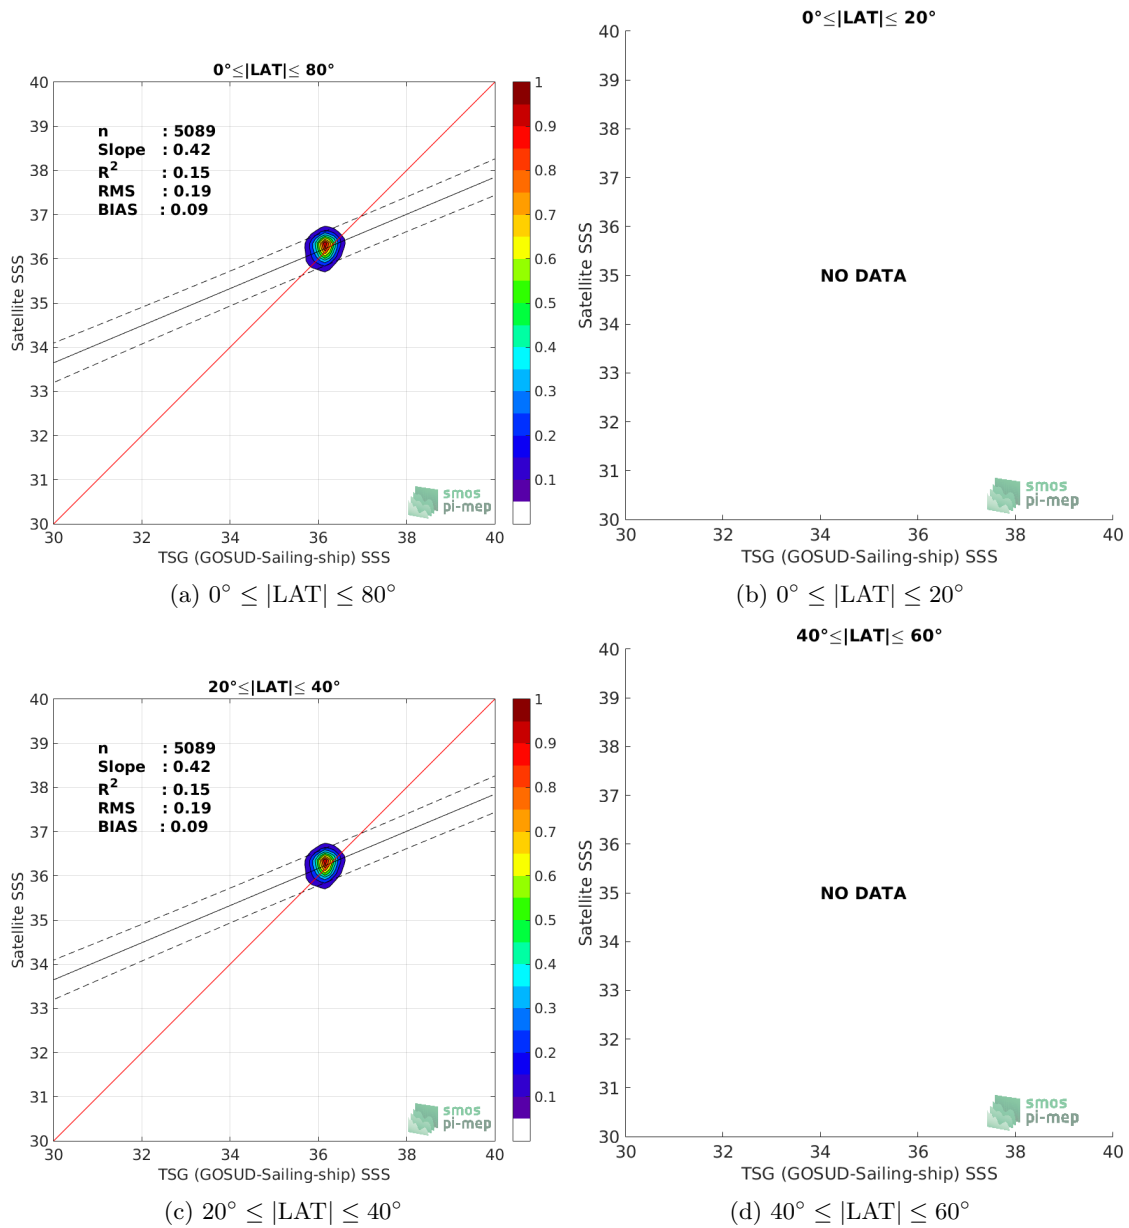 0°≤|LAT|≤ 80°
40
39
38
37
36
35
34
33
32
31
30
Satellite SSS
n : 5089
Slope : 0.42
R² : 0.15
RMS : 0.19
BIAS : 0.09
1
0.9
0.8
0.7
0.6
0.5
0.4
0.3
0.2
0.1
smos
pi-mep
30 32 34 36 38 40
TSG (GOSUD-Sailing-ship) SSS
(a) 0° ≤ |LAT| ≤ 80°
0°≤|LAT|≤ 20°
40
39
38
37
36
35
34
33
32
31
30
Satellite SSS
NO DATA
smos
pi-mep
30 32 34 36 38 40
TSG (GOSUD-Sailing-ship) SSS
(b) 0° ≤ |LAT| ≤ 20°
20°≤|LAT|≤ 40°
40
39
38
37
36
35
34
33
32
31
30
Satellite SSS
n : 5089
Slope : 0.42
R² : 0.15
RMS : 0.19
BIAS : 0.09
1
0.9
0.8
0.7
0.6
0.5
0.4
0.3
0.2
0.1
smos
pi-mep
30 32 34 36 38 40
TSG (GOSUD-Sailing-ship) SSS
(c) 20° ≤ |LAT| ≤ 40°
40°≤|LAT|≤ 60°
40
39
38
37
36
35
34
33
32
31
30
Satellite SSS
NO DATA
smos
pi-mep
30 32 34 36 38 40
TSG (GOSUD-Sailing-ship) SSS
(d) 40° ≤ |LAT| ≤ 60°